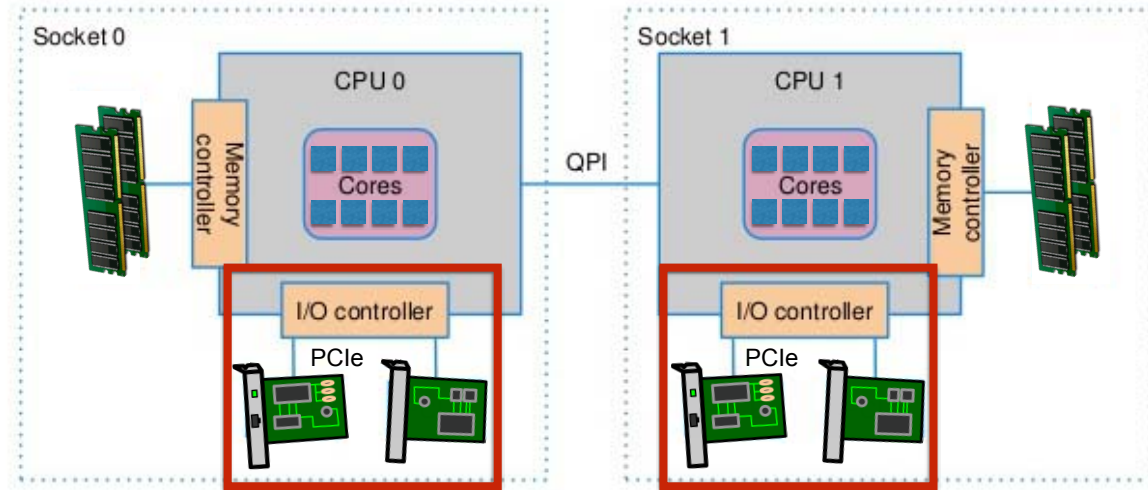 Socket 0
CPU 0
Memory
controller
Cores
I/O controller
PCIe
QPI
Socket 1
CPU 1
Cores
Memory
controller
I/O controller
PCIe